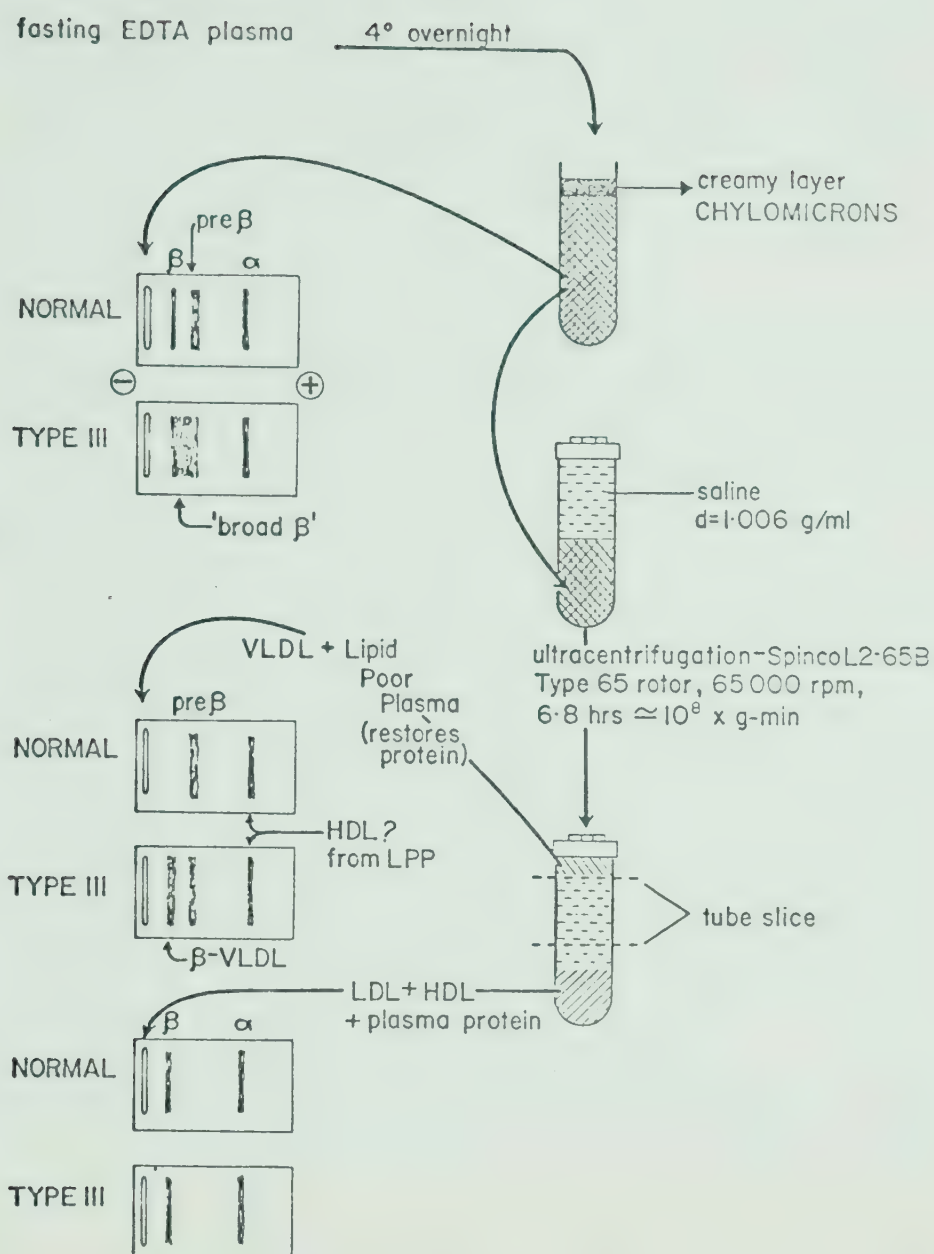 fasting EDTA plasma
4° overnight
creamy layer
CHYLOMICRONS
pre β
β
α
NORMAL
⊖
⊕
TYPE III
'broad β'
saline
d=1·006 g/ml
ultracentrifugation-Spinco L2-65B
Type 65 rotor, 65 000 rpm,
6·8 hrs ≃ 10⁸ x g-min
VLDL + Lipid
Poor
Plasma
(restores
protein)
pre β
NORMAL
HDL?
from LPP
TYPE III
β-VLDL
tube slice
LDL + HDL
+ plasma protein
β
α
NORMAL
TYPE III